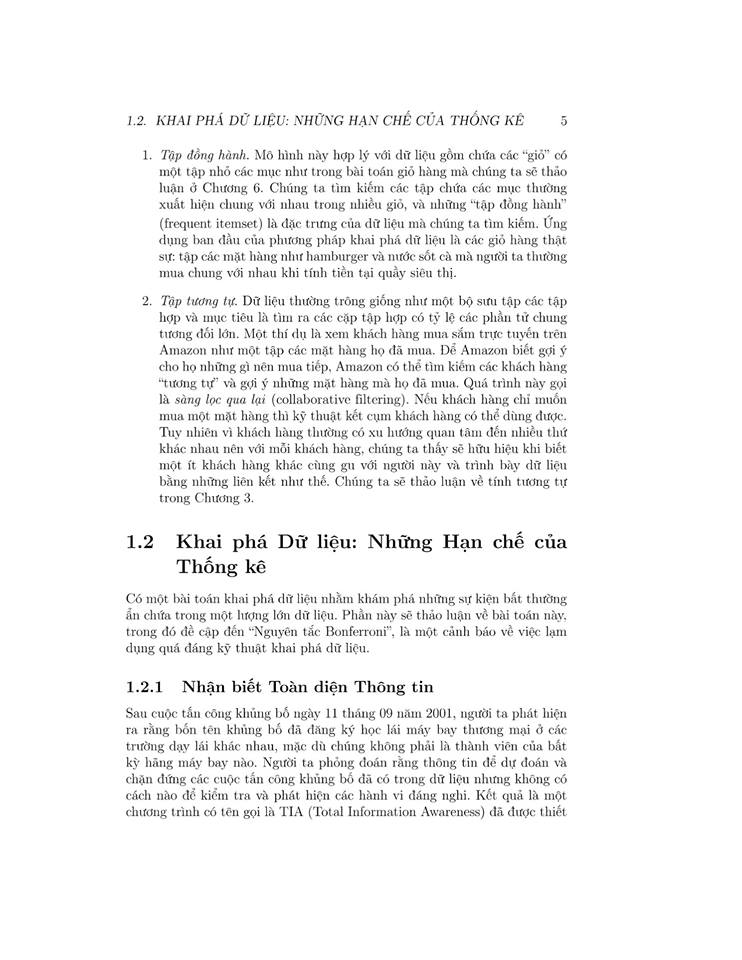 1.2. KHAI PHÁ DỮ LIỆU: NHỮNG HẠN CHẾ CỦA THỐNG KÊ 5
1. Tập đồng hành. Mô hình này hợp lý với dữ liệu gồm chứa các “giỏ” có
một tập nhỏ các mục như trong bài toán giỏ hàng mà chúng ta sẽ thảo
luận ở Chương 6. Chúng ta tìm kiếm các tập chứa các mục thường
xuất hiện chung với nhau trong nhiều giỏ, và những “tập đồng hành”
(frequent itemset) là đặc trưng của dữ liệu mà chúng ta tìm kiếm. Ứng
dụng ban đầu của phương pháp khai phá dữ liệu là các giỏ hàng thật
sự: tập các mặt hàng như hamburger và nước sốt cà mà người ta thường
mua chung với nhau khi tính tiền tại quầy siêu thị.
2. Tập tương tự. Dữ liệu thường trông giống như một bộ sưu tập các tập
hợp và mục tiêu là tìm ra các cặp tập hợp có tỷ lệ các phần tử chung
tương đối lớn. Một thí dụ là xem khách hàng mua sắm trực tuyến trên
Amazon như một tập các mặt hàng họ đã mua. Để Amazon biết gợi ý
cho họ những gì nên mua tiếp, Amazon có thể tìm kiếm các khách hàng
“tương tự” và gợi ý những mặt hàng mà họ đã mua. Quá trình này gọi
là sàng lọc qua lại (collaborative filtering). Nếu khách hàng chỉ muốn
mua một mặt hàng thì kỹ thuật kết cụm khách hàng có thể dùng được.
Tuy nhiên vì khách hàng thường có xu hướng quan tâm đến nhiều thứ
khác nhau nên với mỗi khách hàng, chúng ta thấy sẽ hữu hiệu khi biết
một ít khách hàng khác cùng gu với người này và trình bày dữ liệu
bằng những liên kết như thế. Chúng ta sẽ thảo luận về tính tương tự
trong Chương 3.
1.2 Khai phá Dữ liệu: Những Hạn chế của
Thống kê
Có một bài toán khai phá dữ liệu nhằm khám phá những sự kiện bất thường
ẩn chứa trong một lượng lớn dữ liệu. Phần này sẽ thảo luận về bài toán này,
trong đó đề cập đến “Nguyên tắc Bonferroni”, là một cảnh báo về việc lạm
dụng quá đáng kỹ thuật khai phá dữ liệu.
1.2.1 Nhận biết Toàn diện Thông tin
Sau cuộc tấn công khủng bố ngày 11 tháng 09 năm 2001, người ta phát hiện
ra rằng bốn tên khủng bố đã đăng ký học lái máy bay thương mại ở các
trường dạy lái khác nhau, mặc dù chúng không phải là thành viên của bất
kỳ hãng máy bay nào. Người ta phỏng đoán rằng thông tin để dự đoán và
chặn đứng các cuộc tấn công khủng bố đã có trong dữ liệu nhưng không có
cách nào để kiểm tra và phát hiện các hành vi đáng nghi. Kết quả là một
chương trình có tên gọi là TIA (Total Information Awareness) đã được thiết